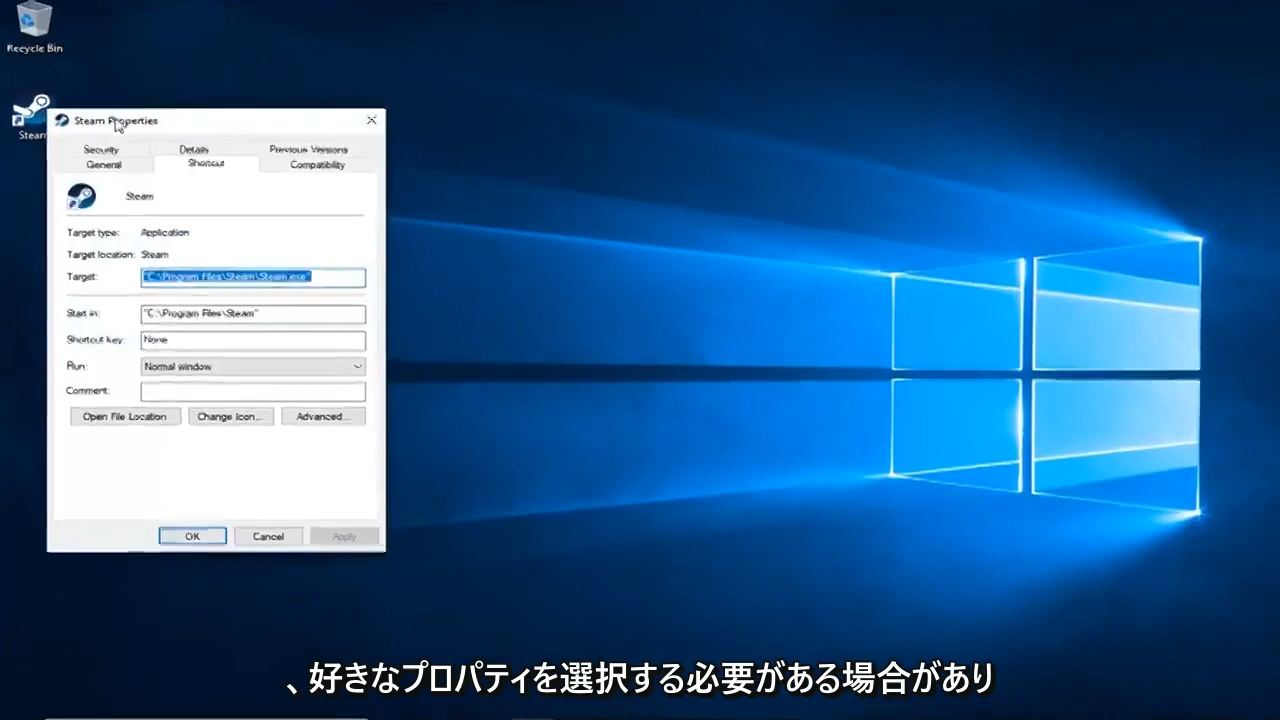 Recycle Bin
Steam
Steam Properties
Security
Details
Previous Versions
General
Shortcut
Compatibility
Steam
Target type:
Application
Target location:
Steam
Target:
"C:\Program Files\Steam\Steam.exe"
Start in:
"C:\Program Files\Steam"
Shortcut key:
None
Run:
Normal window
Comment:
Open File Location
Change Icon...
Advanced...
OK
Cancel
Apply
、好きなプロパティを選択する必要がある場合があり